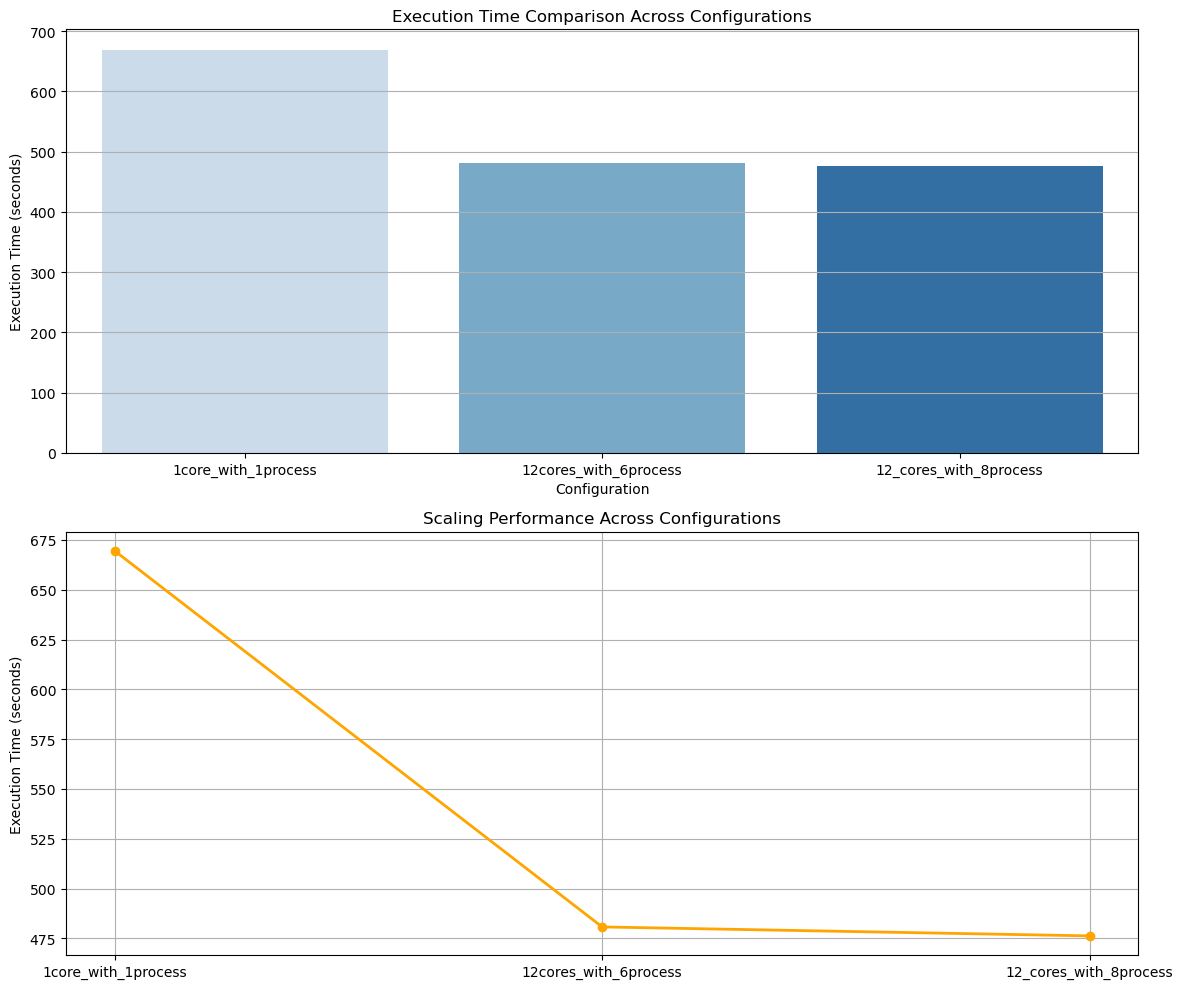 Execution Time Comparison Across Configurations
700
600
500
400
300
200
100
0
Execution Time (seconds)
1core_with_1process 12cores_with_6process 12_cores_with_8process
Configuration
Scaling Performance Across Configurations
675
650
625
600
575
550
525
500
475
Execution Time (seconds)
1core_with_1process 12cores_with_6process 12_cores_with_8process